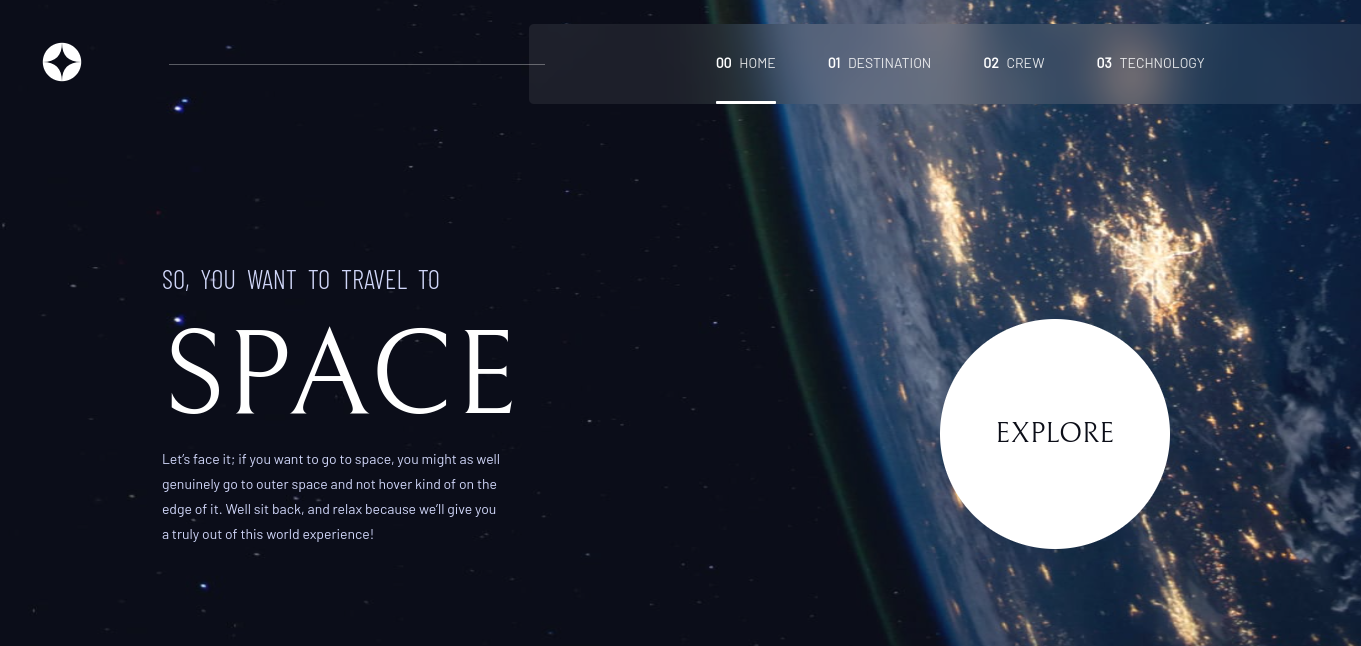 00 HOME 01 DESTINATION 02 CREW 03 TECHNOLOGY
SO, YOU WANT TO TRAVEL TO
SPACE
Let's face it; if you want to go to space, you might as well
genuinely go to outer space and not hover kind of on the
edge of it. Well sit back, and relax because we'll give you
a truly out of this world experience!
EXPLORE